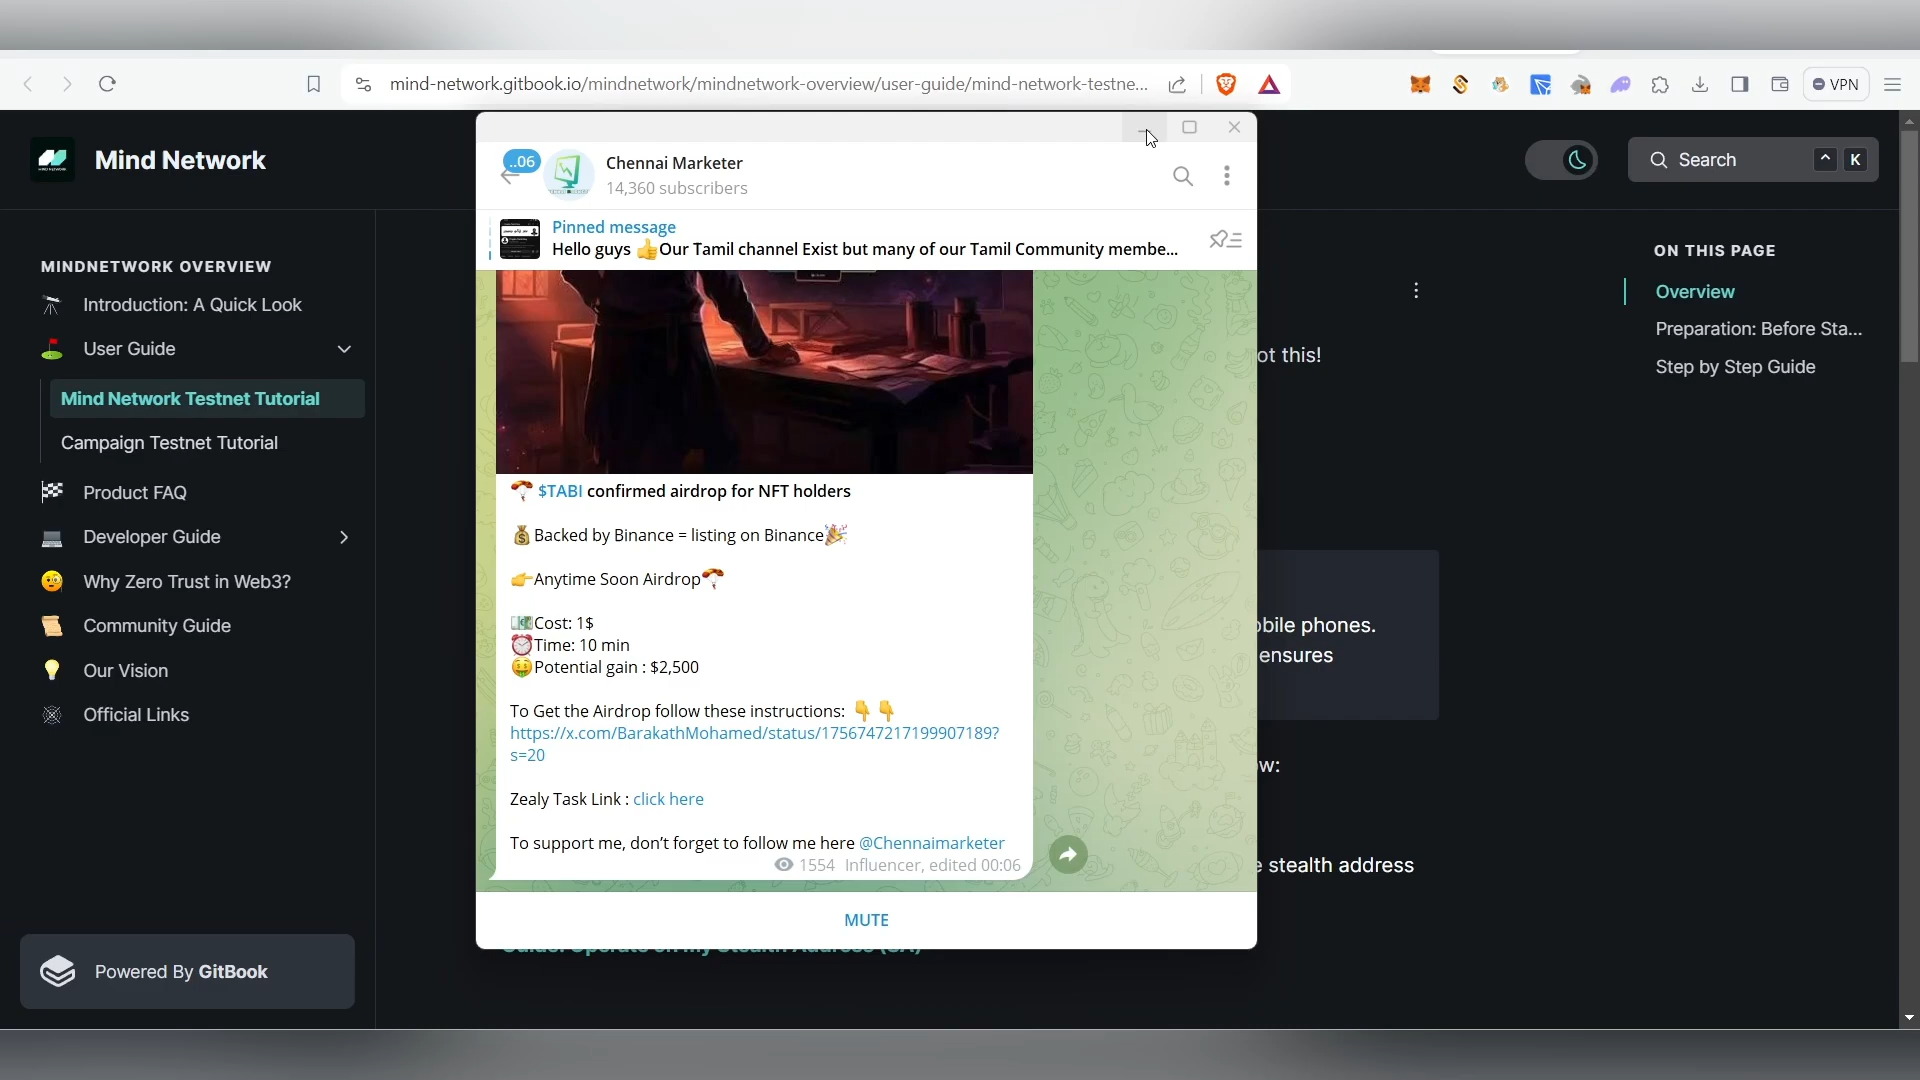 mind-network.gitbook.io/mindnetwork/mindnetwork-overview/user-guide/mind-network-testne...
VPN
Mind Network
Search
^ K
MINDNETWORK OVERVIEW
Introduction: A Quick Look
User Guide
Mind Network Testnet Tutorial
Campaign Testnet Tutorial
Product FAQ
Developer Guide
Why Zero Trust in Web3?
Community Guide
Our Vision
Official Links
Powered By GitBook
..06
Chennai Marketer
14,360 subscribers
Pinned message
Hello guys 👍Our Tamil channel Exist but many of our Tamil Community membe...
🪂 $TABI confirmed airdrop for NFT holders
💰Backed by Binance = listing on Binance🎉
👉Anytime Soon Airdrop🪂
💵Cost: 1$
⏰Time: 10 min
🤑Potential gain : $2,500
To Get the Airdrop follow these instructions: 👇👇
https://x.com/BarakathMohamed/status/1756747217199907189?
s=20
Zealy Task Link : click here
To support me, don’t forget to follow me here @Chennaimarketer
1554 Influencer, edited 00:06
MUTE
ot this!
bile phones.
ensures
w:
stealth address
Guide: Operate on My Stealth Address (SA)
ON THIS PAGE
Overview
Preparation: Before Sta...
Step by Step Guide